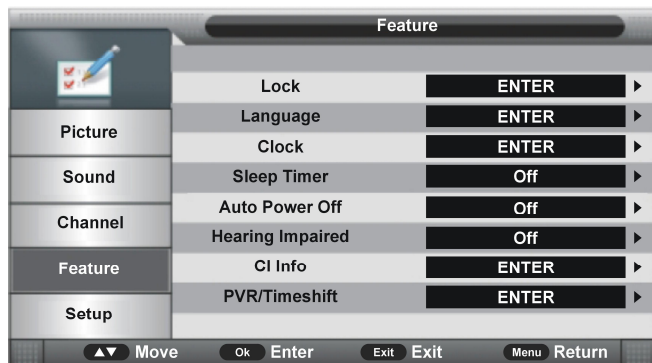 Feature
Picture
Sound
Channel
Feature
Setup
Lock ENTER
Language ENTER
Clock ENTER
Sleep Timer Off
Auto Power Off Off
Hearing Impaired Off
CI Info ENTER
PVR/Timeshift ENTER
▲▼ Move Ok Enter Exit Exit Menu Return